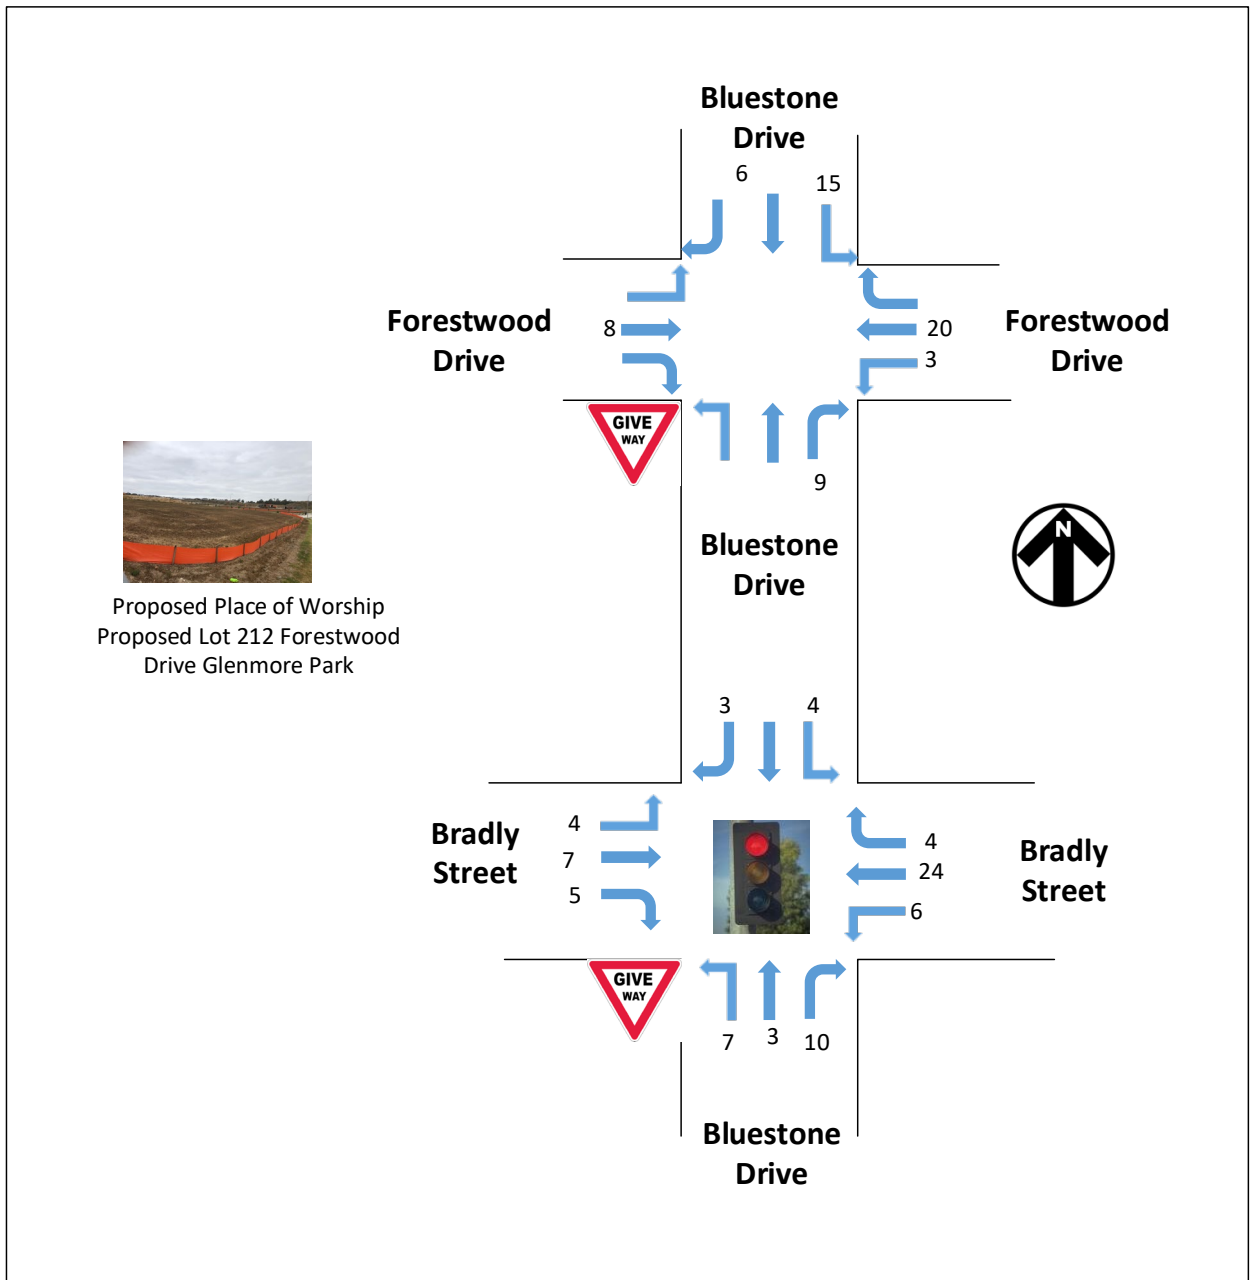 Bluestone
Drive
6
15
Forestwood
Drive
8
20
3
Forestwood
Drive
GIVE
WAY
9
N
Bluestone
Drive
Proposed Place of Worship
Proposed Lot 212 Forestwood
Drive Glenmore Park
3
4
Bradly
Street
4
7
5
4
24
6
Bradly
Street
GIVE
WAY
7
3
10
Bluestone
Drive